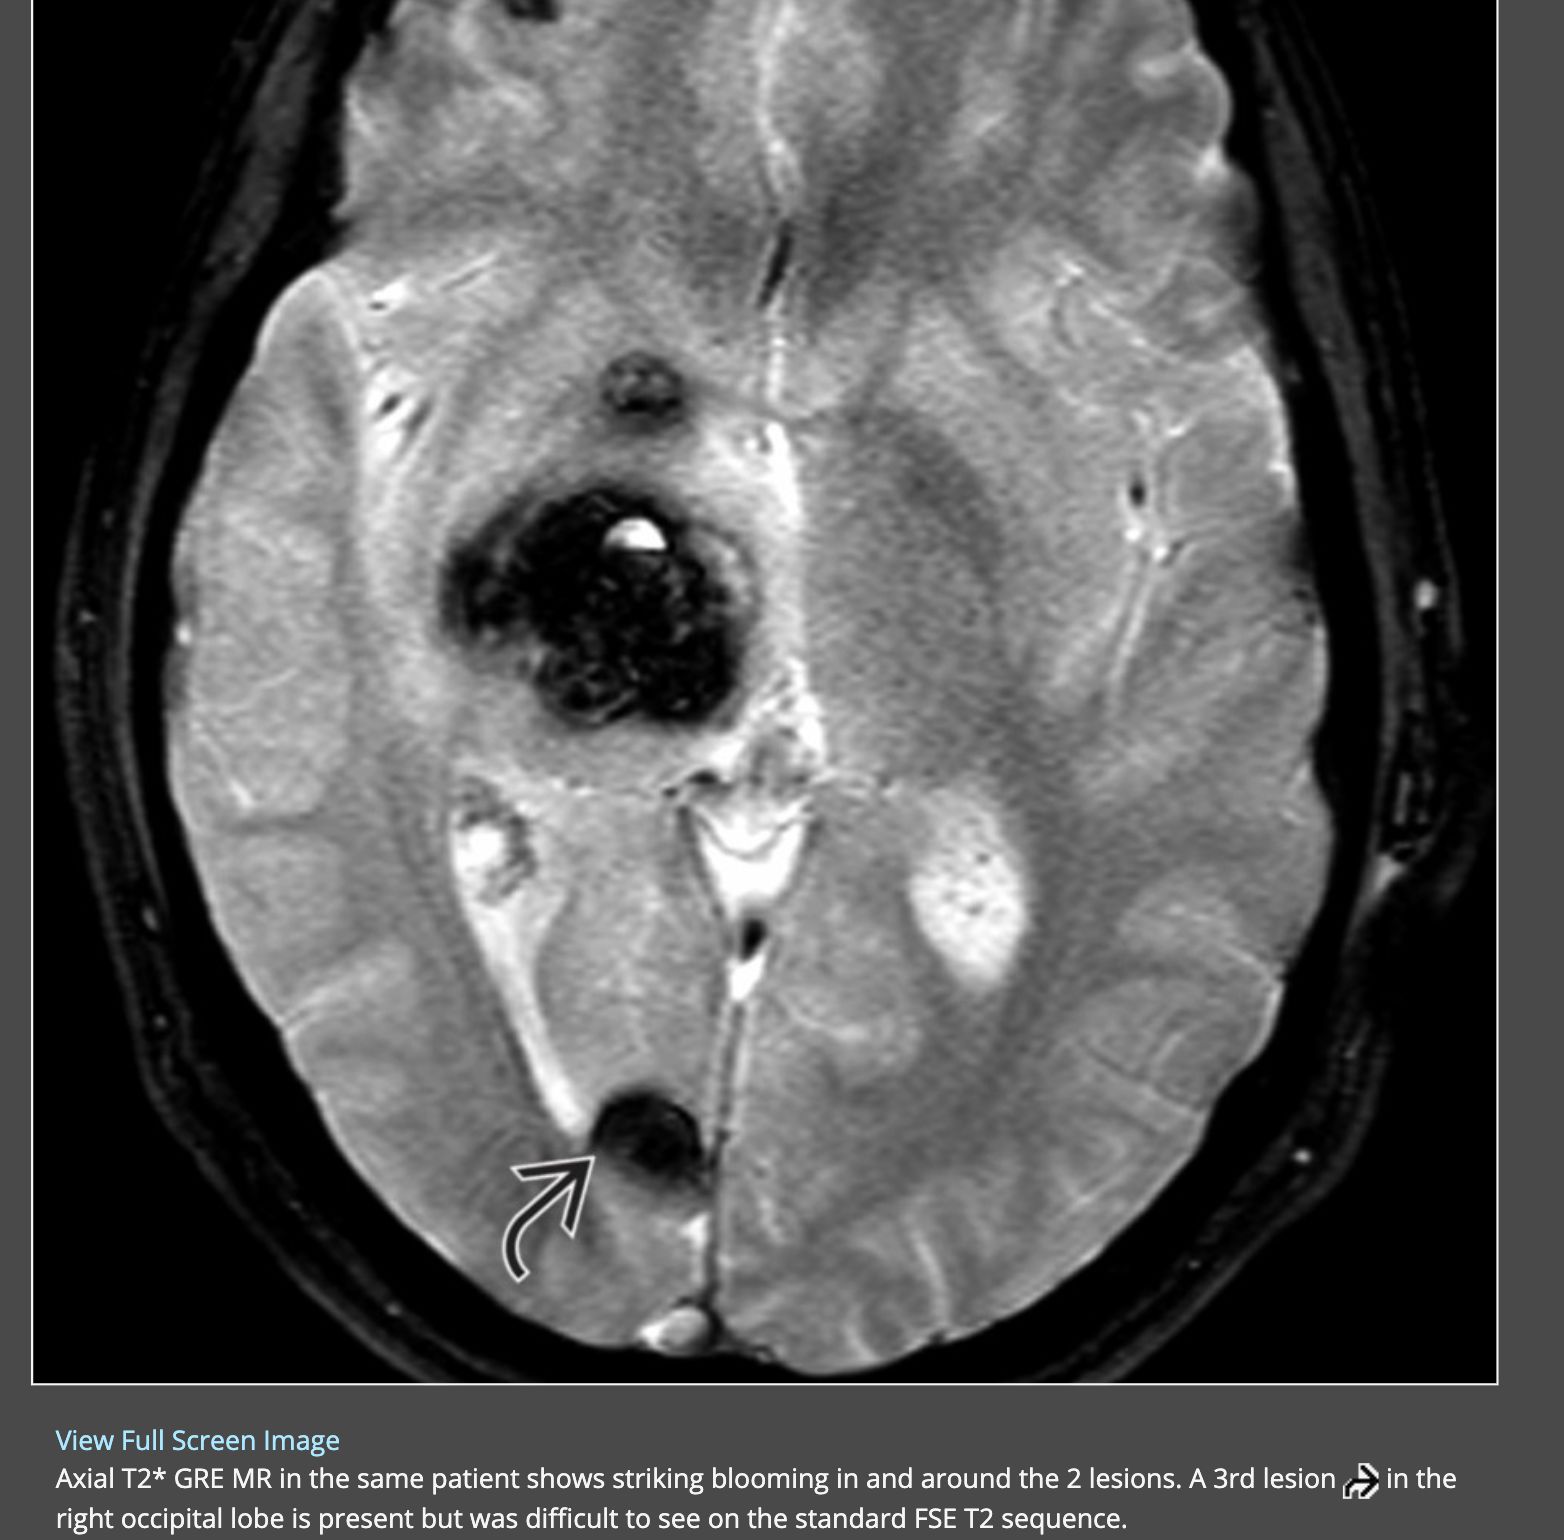 View Full Screen Image
Axial T2* GRE MR in the same patient shows striking blooming in and around the 2 lesions. A 3rd lesion in the
right occipital lobe is present but was difficult to see on the standard FSE T2 sequence.